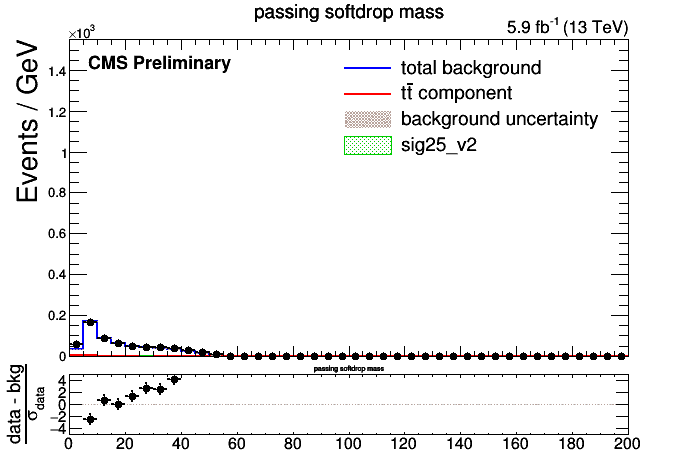 passing softdrop mass
×10³
5.9 fb⁻¹ (13 TeV)
CMS Preliminary
total background
tt̄ component
background uncertainty
sig25_v2
Events / GeV
1.4
1.2
1
0.8
0.6
0.4
0.2
0
passing softdrop mass
data - bkg
σdata
4
2
0
−2
−4
0 20 40 60 80 100 120 140 160 180 200